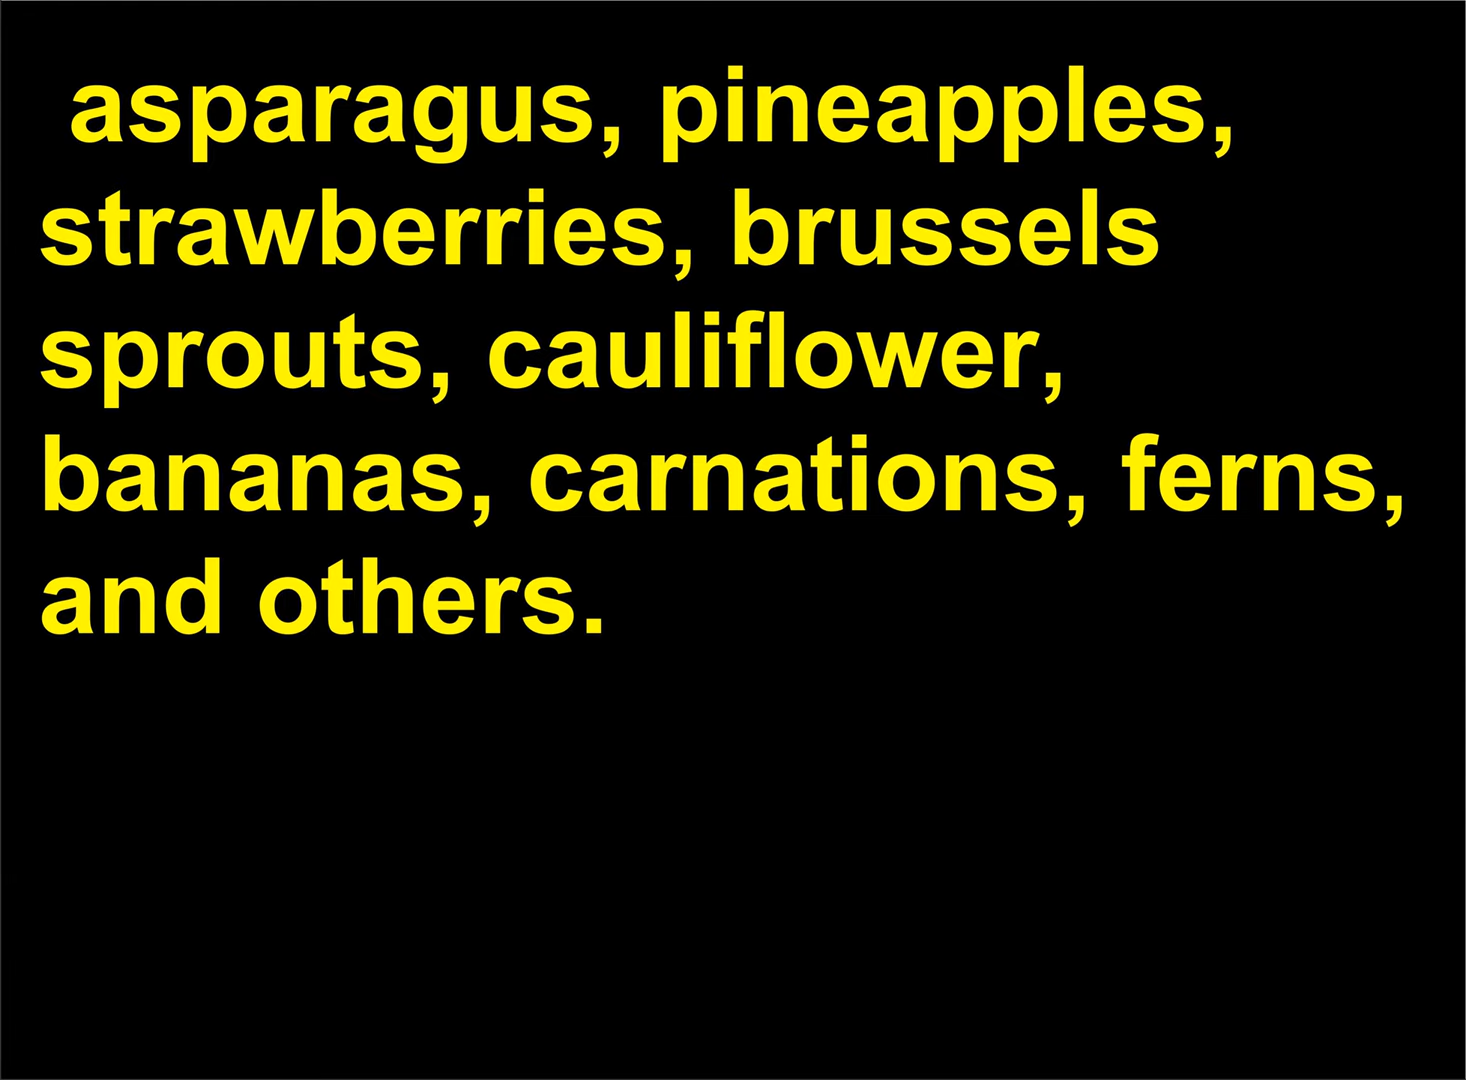 asparagus, pineapples,
strawberries, brussels
sprouts, cauliflower,
bananas, carnations, ferns,
and others.